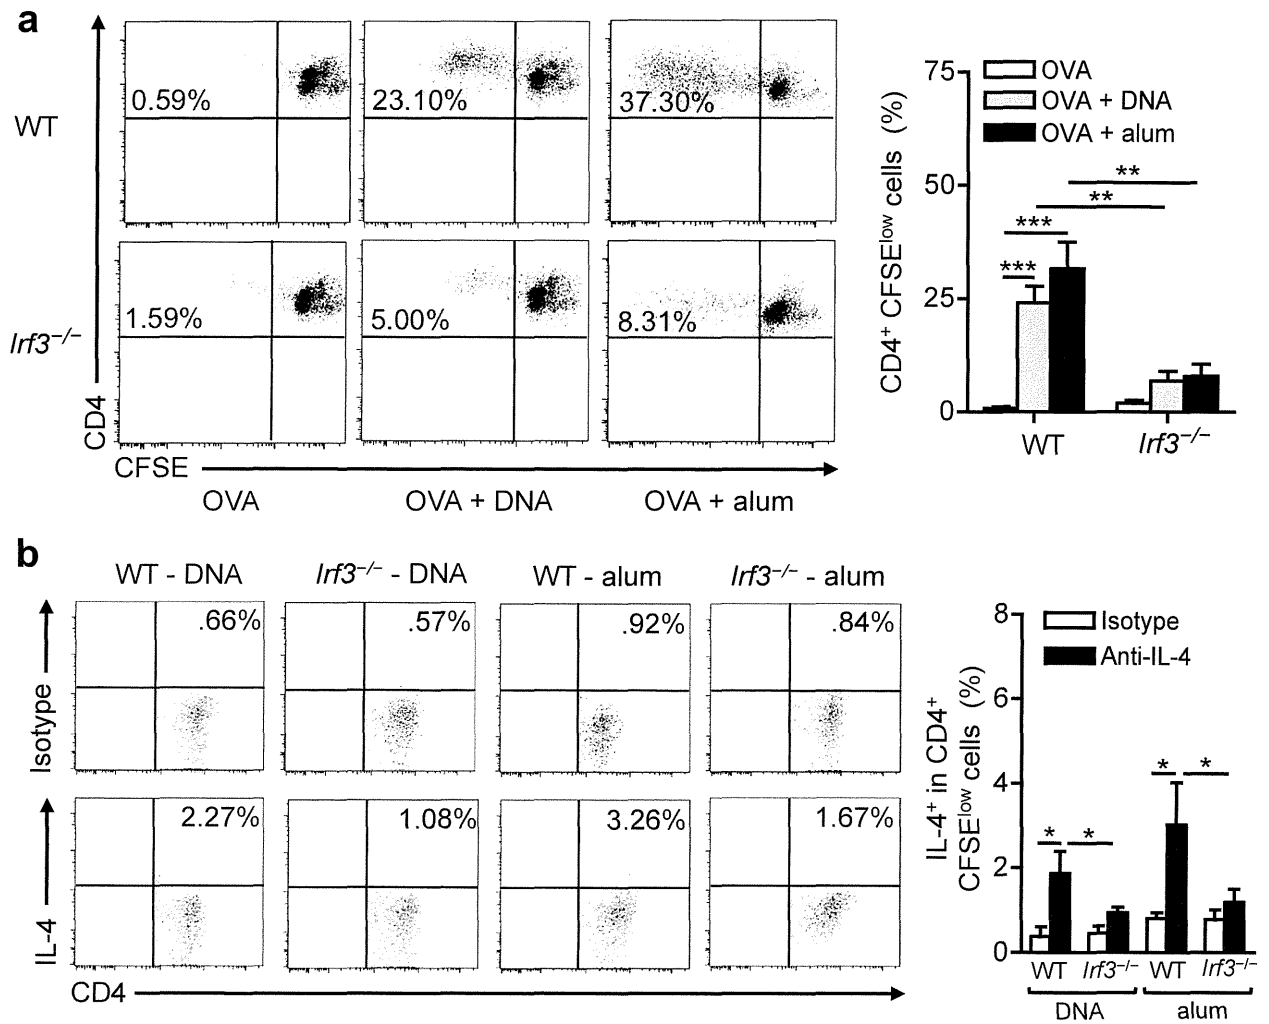 a
WT
0.59%
23.10%
37.30%
Irf3−/−
1.59%
5.00%
8.31%
CD4
CFSE
OVA
OVA + DNA
OVA + alum
CD4+ CFSElow cells (%)
75
50
25
0
OVA
OVA + DNA
OVA + alum
**
**
***
***
WT
Irf3−/−
b
WT - DNA
Irf3−/− - DNA
WT - alum
Irf3−/− - alum
Isotype
.66%
.57%
.92%
.84%
IL-4
2.27%
1.08%
3.26%
1.67%
CD4
IL-4+ in CD4+
CFSElow cells (%)
8
6
4
2
0
Isotype
Anti-IL-4
* *
* *
WT Irf3−/− WT Irf3−/−
DNA alum